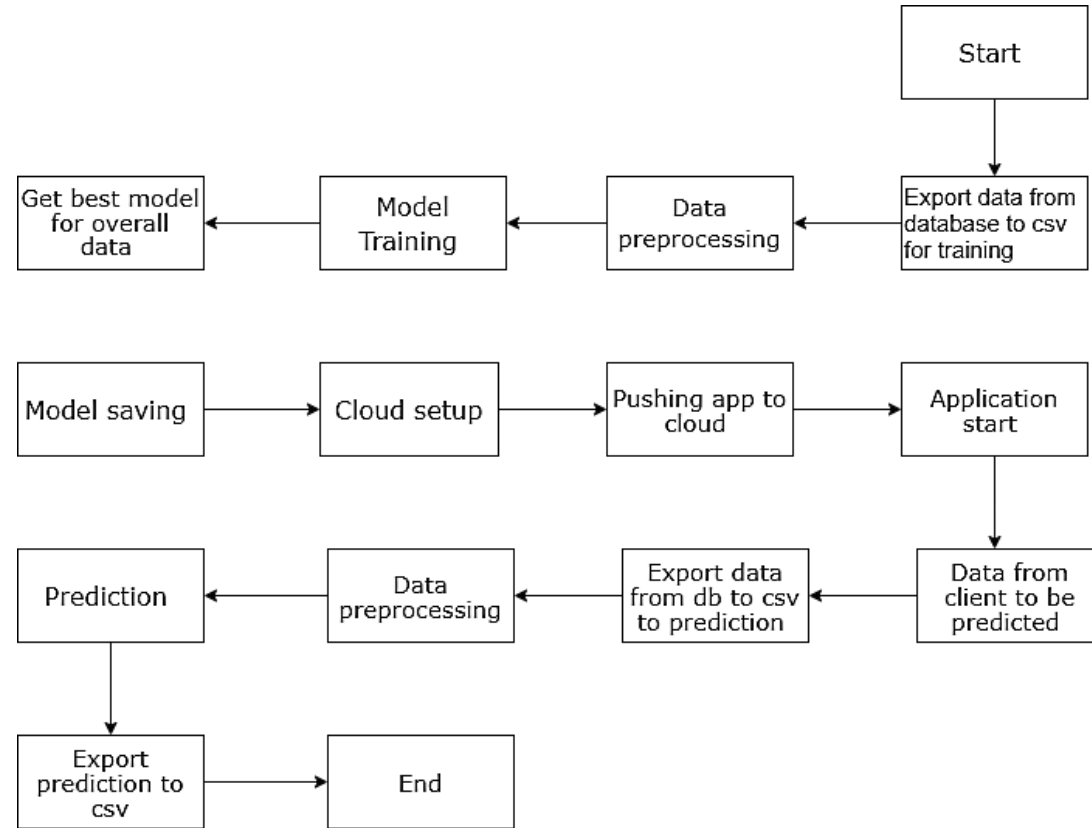 Start
Export data from
database to csv
for training
Data
preprocessing
Model
Training
Get best model
for overall
data
Model saving
Cloud setup
Pushing app to
cloud
Application
start
Data from
client to be
predicted
Export data
from db to csv
to prediction
Data
preprocessing
Prediction
Export
prediction to
csv
End